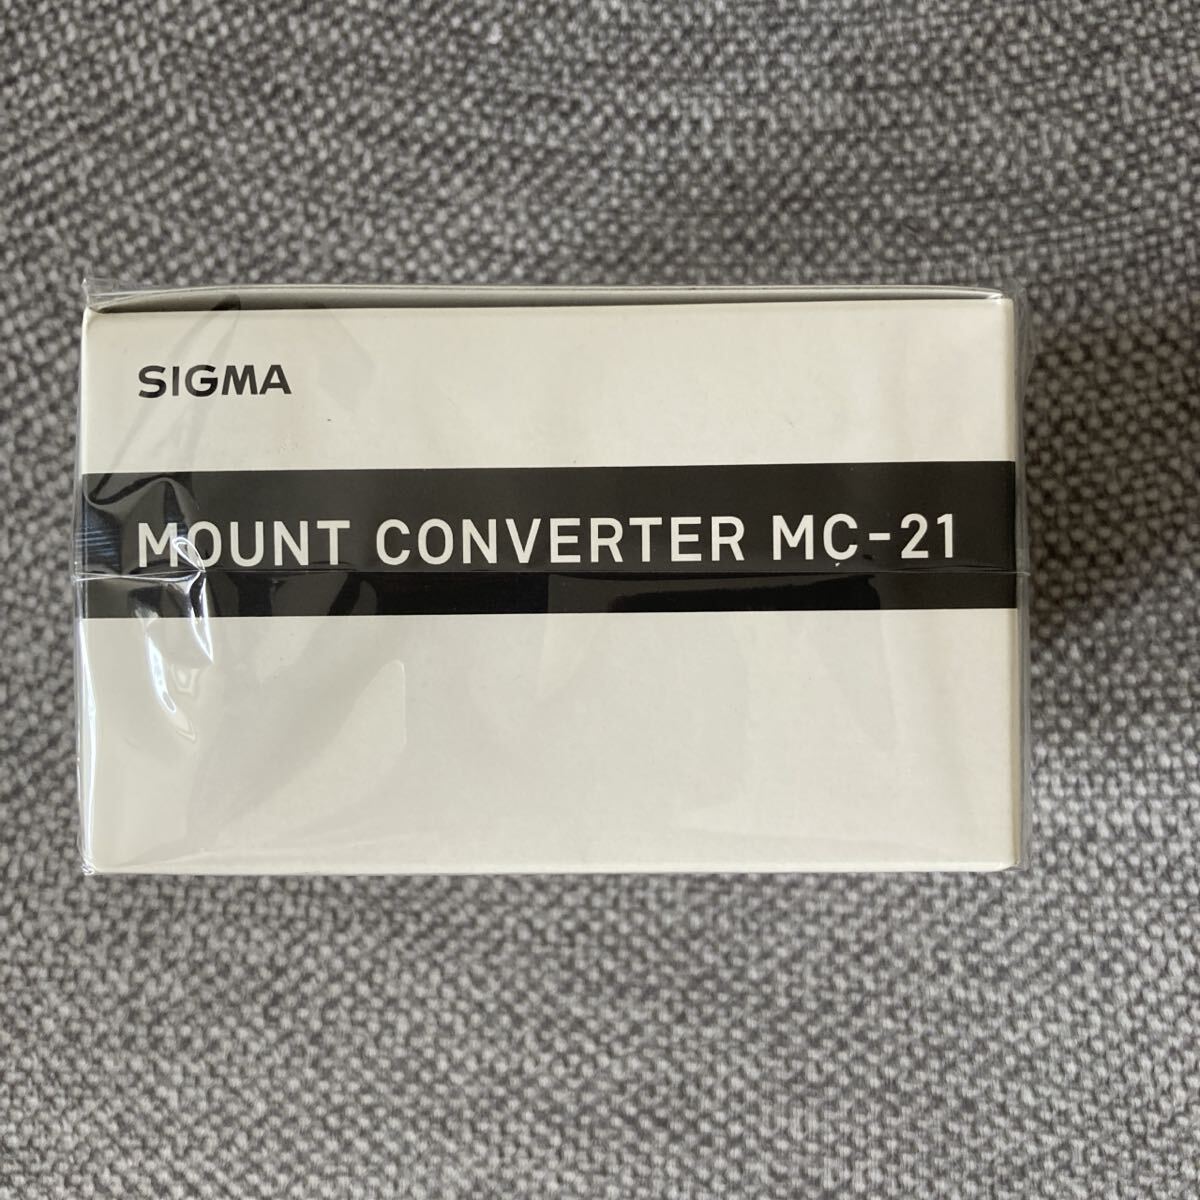 SIGMA
MOUNT CONVERTER MC-21